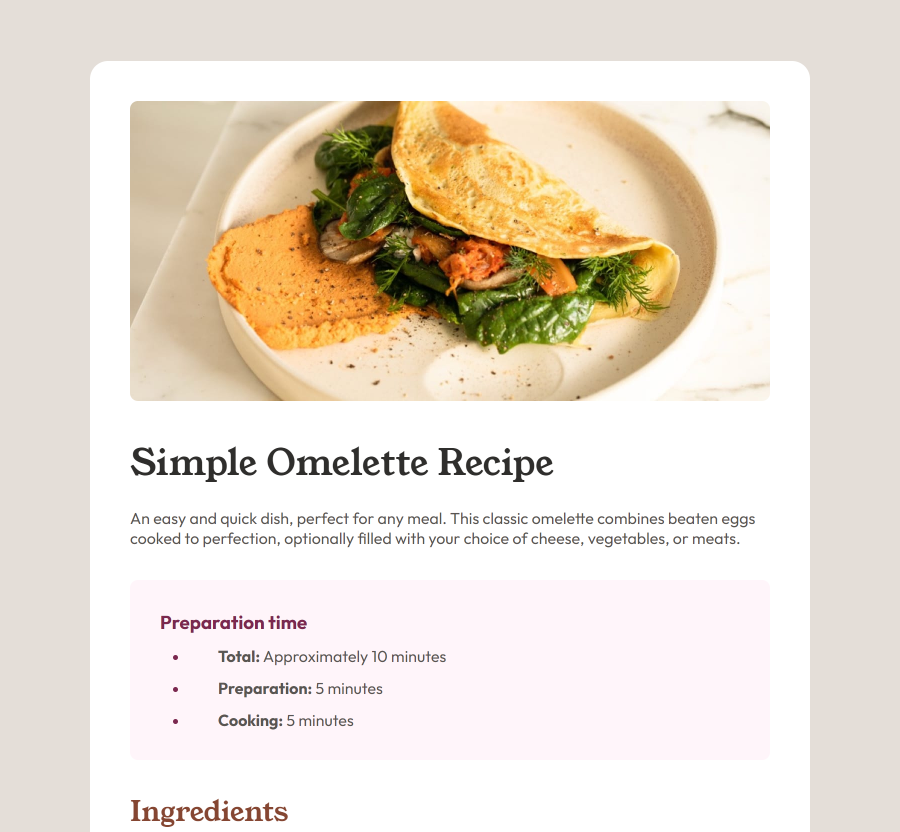 Simple Omelette Recipe
An easy and quick dish, perfect for any meal. This classic omelette combines beaten eggs
cooked to perfection, optionally filled with your choice of cheese, vegetables, or meats.
Preparation time
• Total: Approximately 10 minutes
• Preparation: 5 minutes
• Cooking: 5 minutes
Ingredients